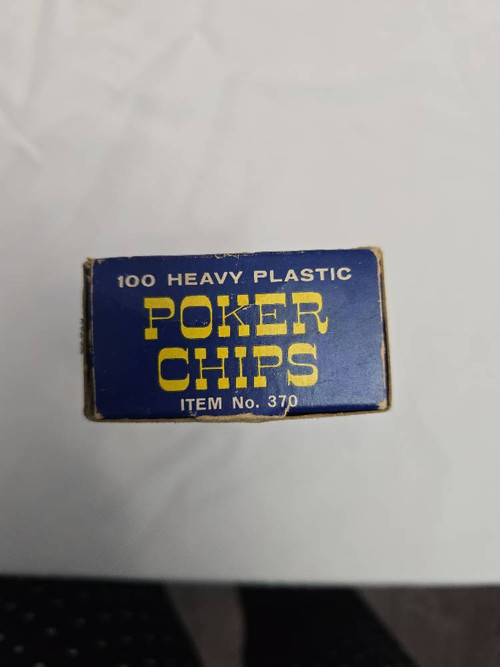 100 HEAVY PLASTIC
POKER
CHIPS
ITEM No. 370